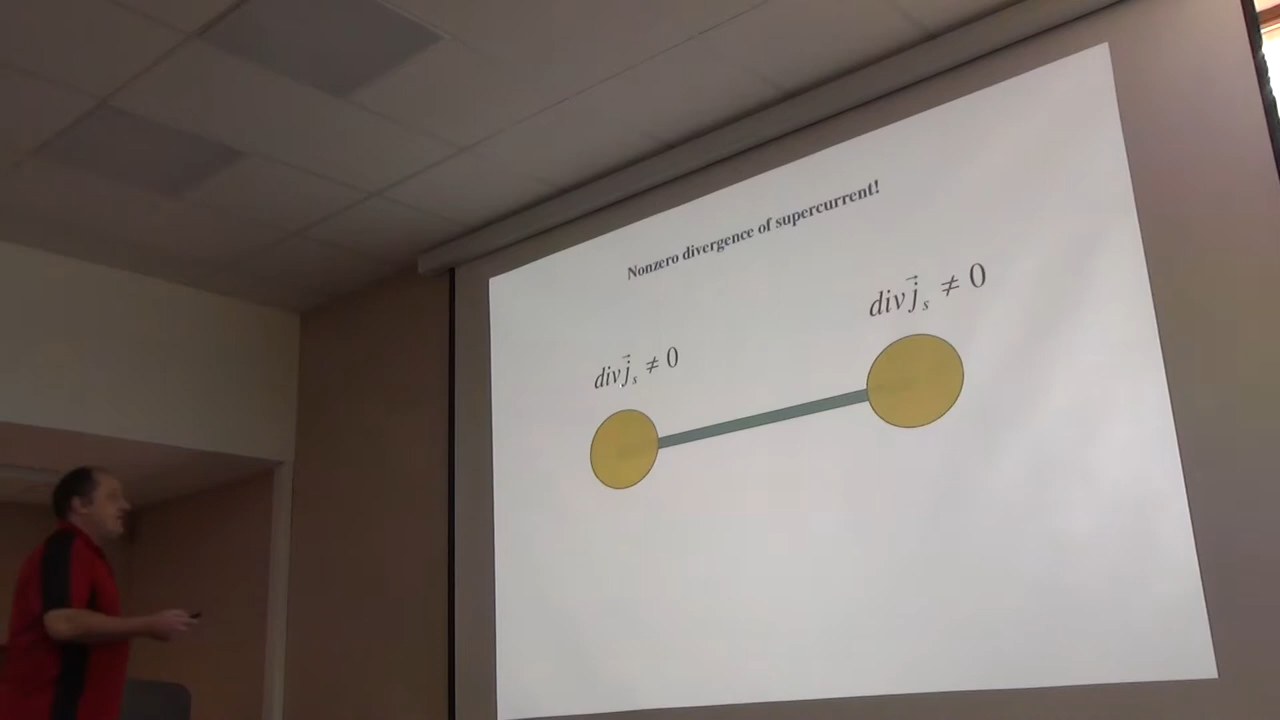 Nonzero divergence of supercurrent!
div j⃗ₛ ≠ 0
div j⃗ₛ ≠ 0